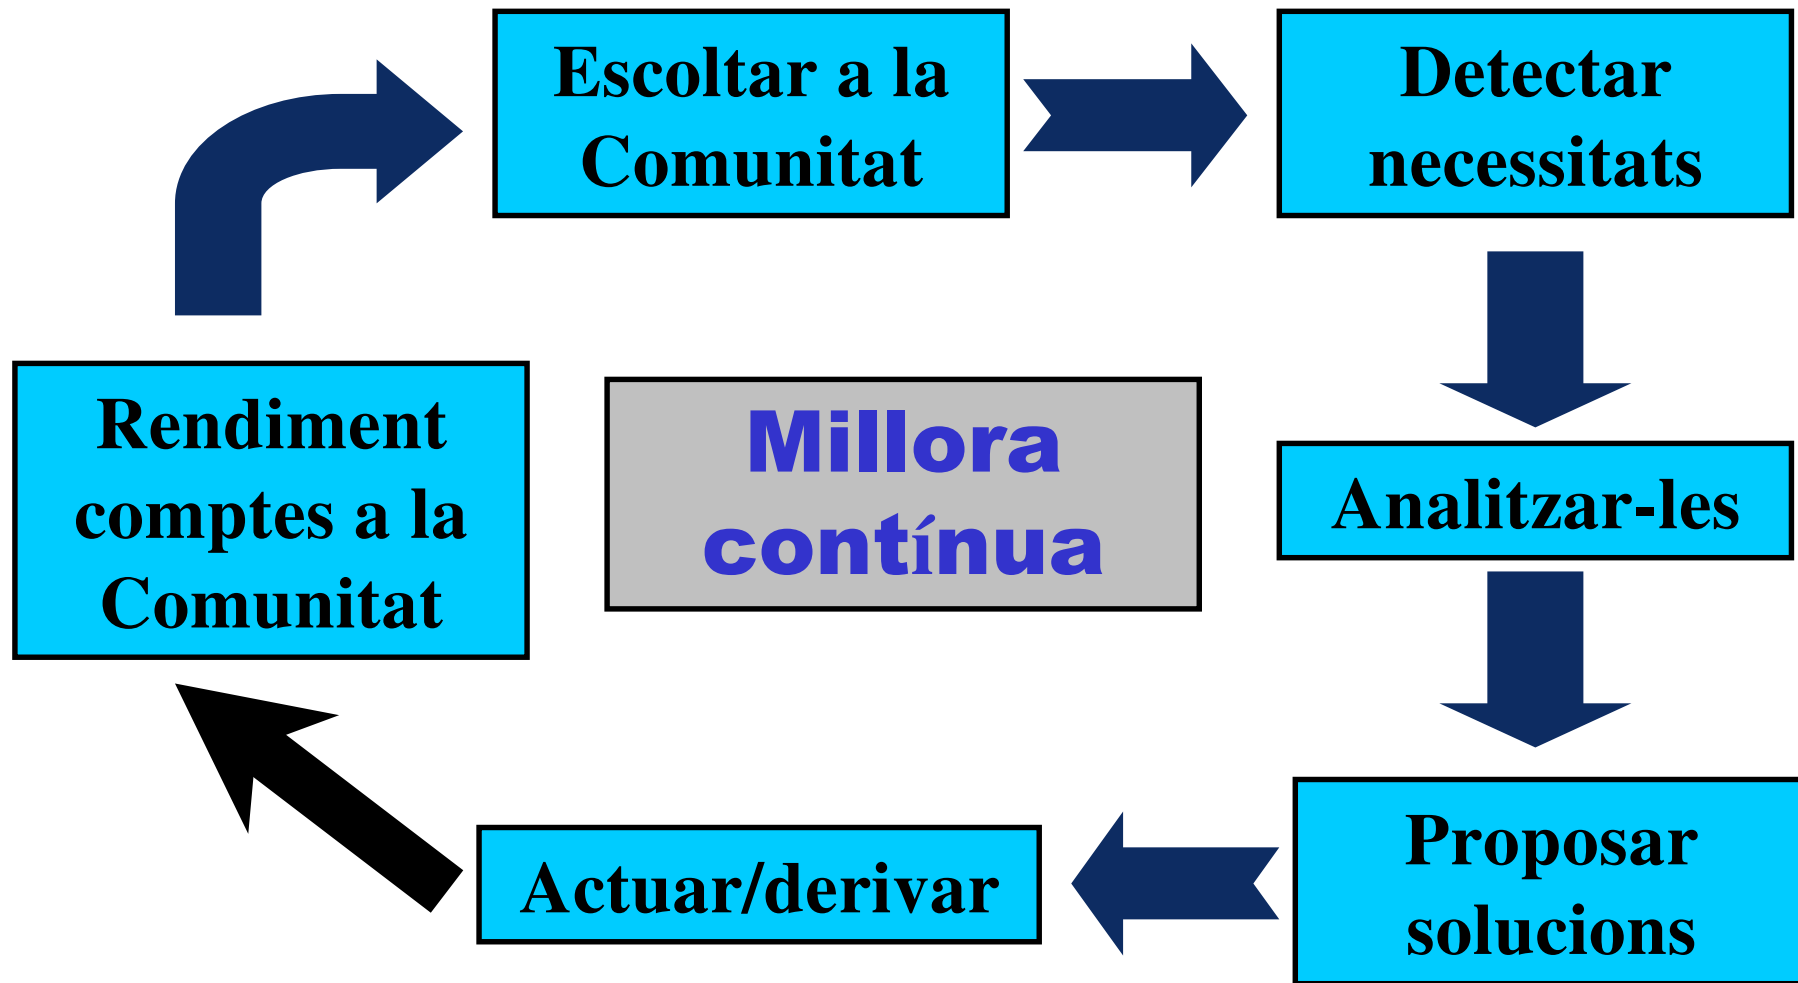 Escoltar a la
Comunitat
Detectar
necessitats
Rendiment
comptes a la
Comunitat
Millora
contínua
Analitzar-les
Actuar/derivar
Proposar
solucions